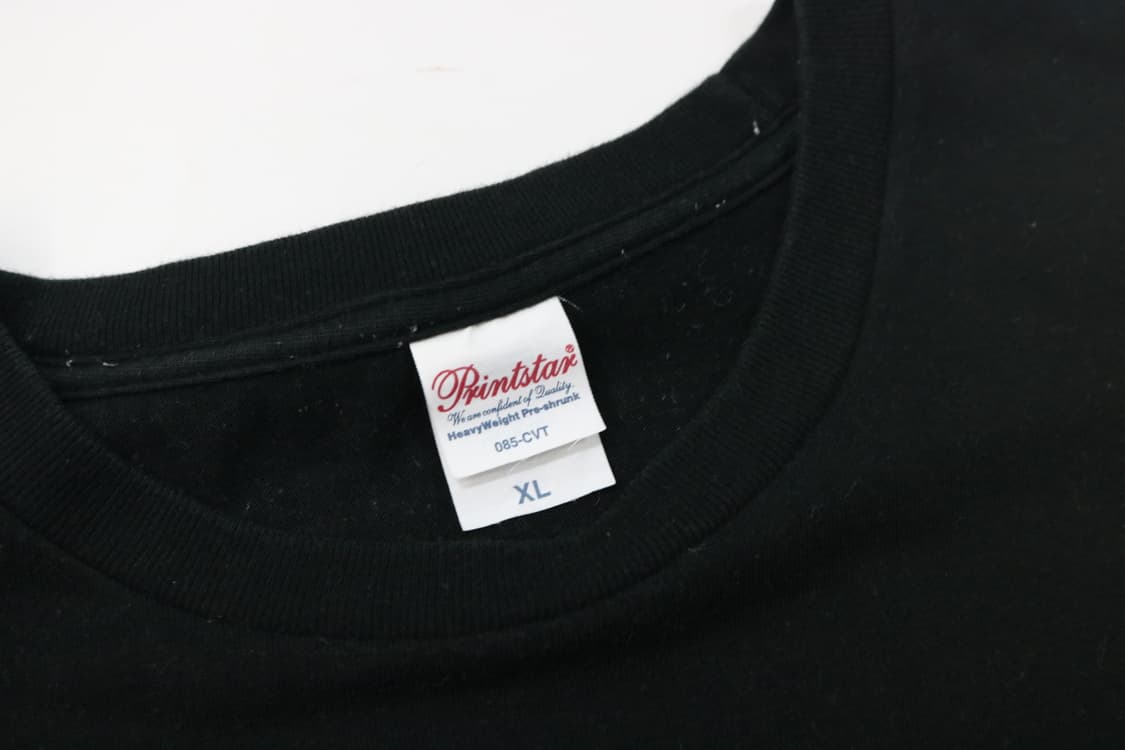 Printstar®
We are confident of Quality.
HeavyWeight Pre-shrunk
085-CVT
XL